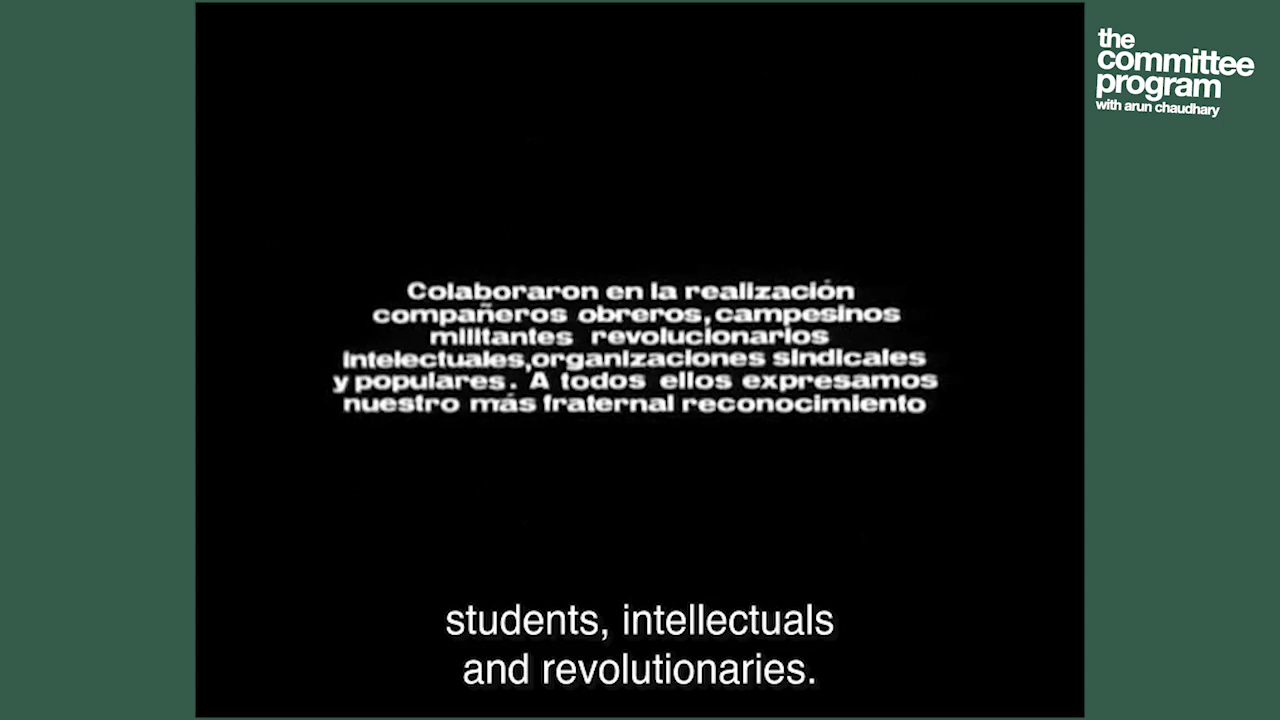 the
committee
program
with arun chaudhary
Colaboraron en la realización
compañeros obreros, campesinos
militantes revolucionarios
intelectuales, organizaciones sindicales
y populares. A todos ellos expresamos
nuestro más fraternal reconocimiento
students, intellectuals
and revolutionaries.